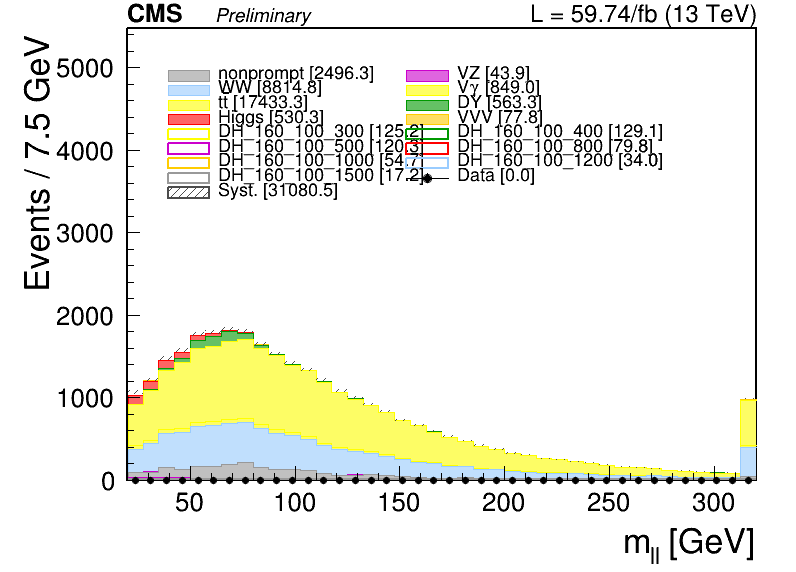 CMS Preliminary L = 59.74/fb (13 TeV)
Events / 7.5 GeV
5000
4000
3000
2000
1000
0
nonprompt [2496.3] VZ [43.9]
WW [8814.8] Vγ [849.0]
tt [17433.3] DY [563.3]
Higgs [530.3] VVV [77.8]
DH_160_100_300 [125.2] DH_160_100_400 [129.1]
DH_160_100_500 [120.3] DH_160_100_800 [79.8]
DH_160_100_1000 [54.7] DH_160_100_1200 [34.0]
DH_160_100_1500 [17.2] Data [0.0]
Syst. [31080.5]
50 100 150 200 250 300
m_ll [GeV]